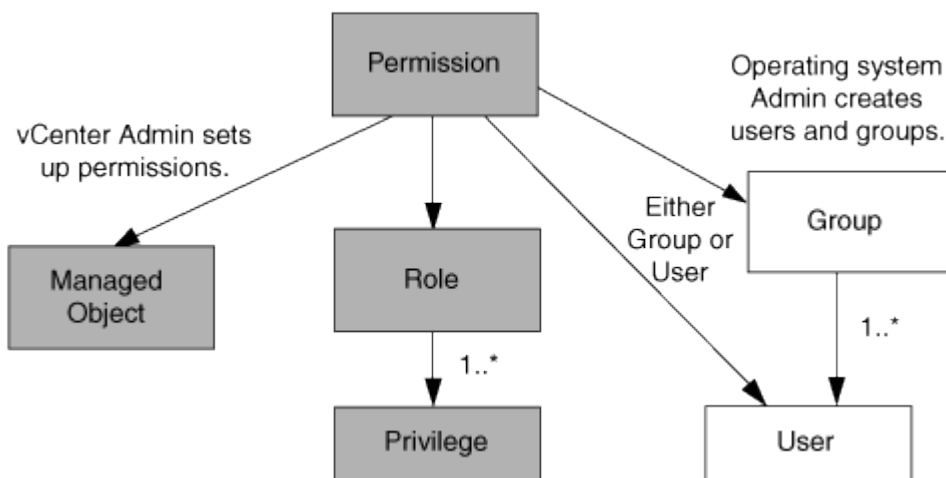 Permission
Operating system
Admin creates
users and groups.
vCenter Admin sets
up permissions.
Either
Group or
User
Group
Managed
Object
Role
1..*
1..*
Privilege
User